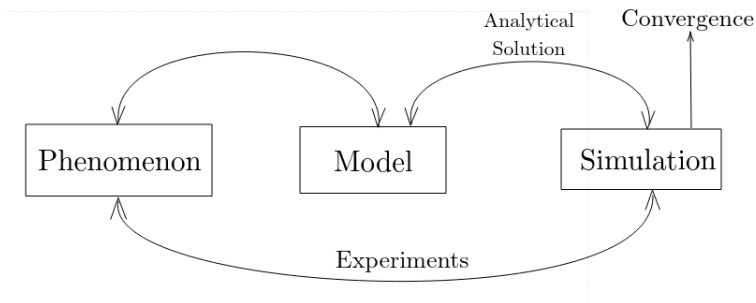 Analytical
Solution
Convergence
Phenomenon
Model
Simulation
Experiments